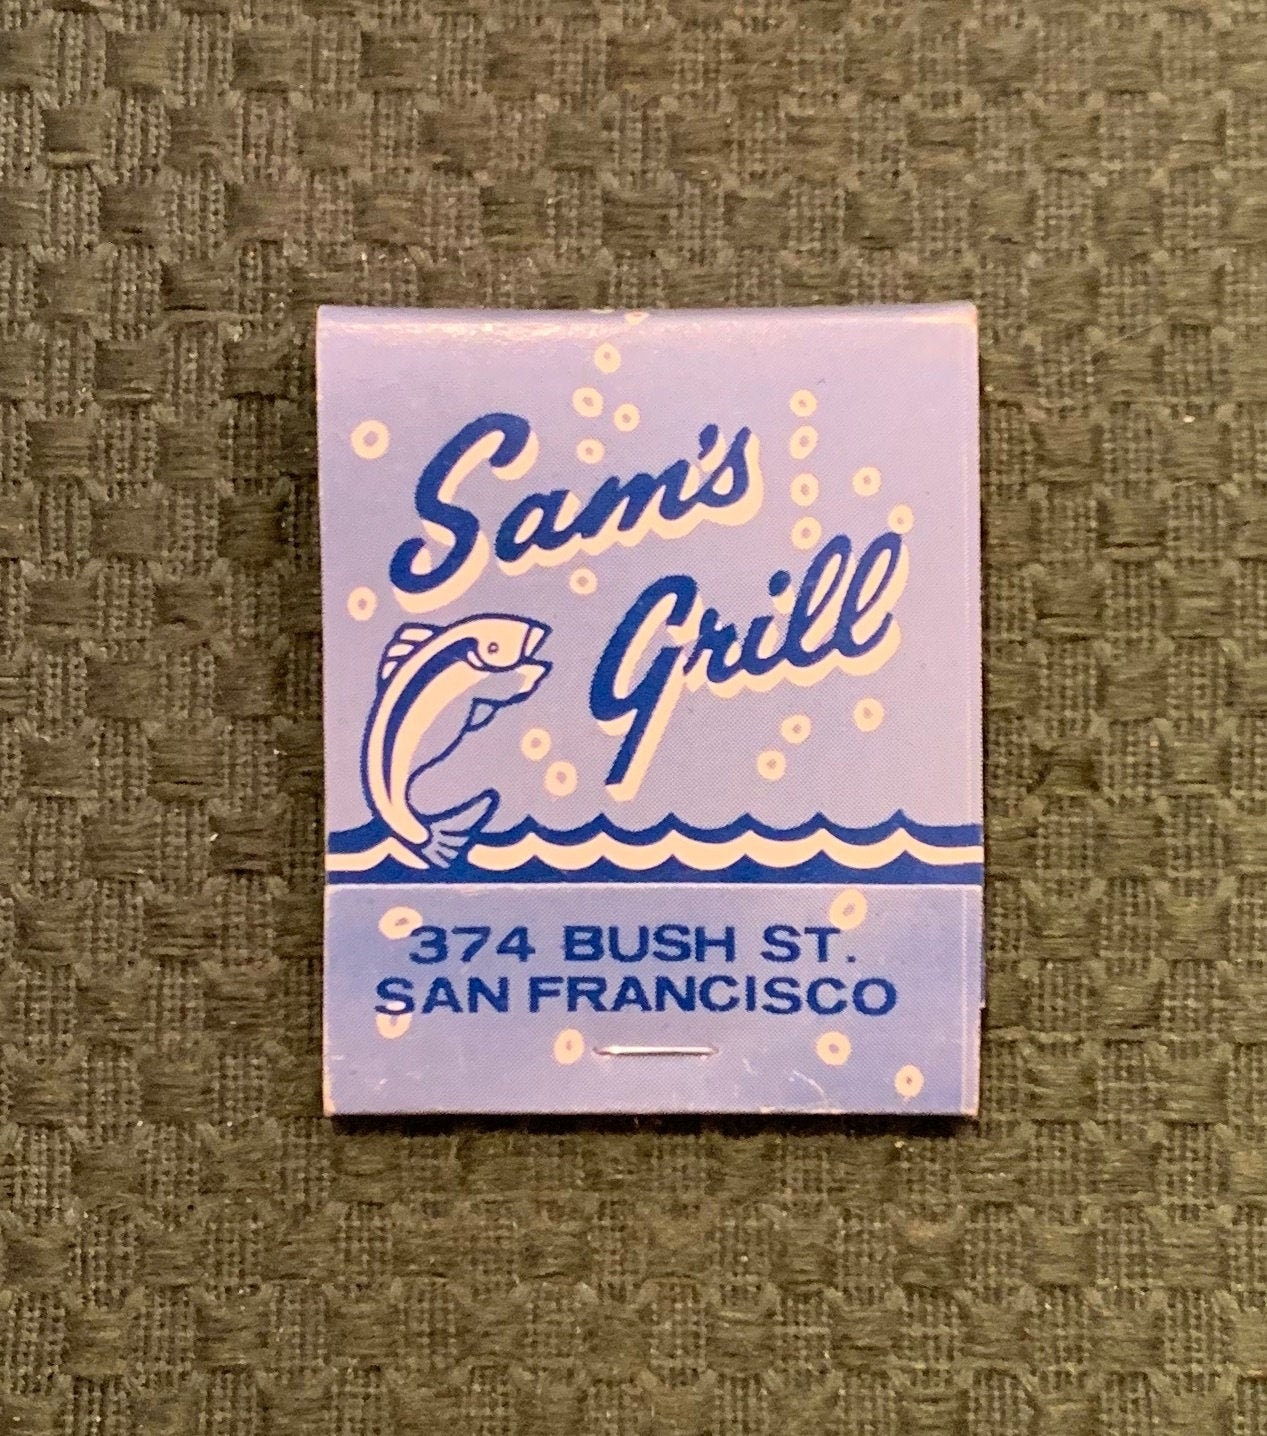 Sam's
Grill
374 BUSH ST.
SAN FRANCISCO